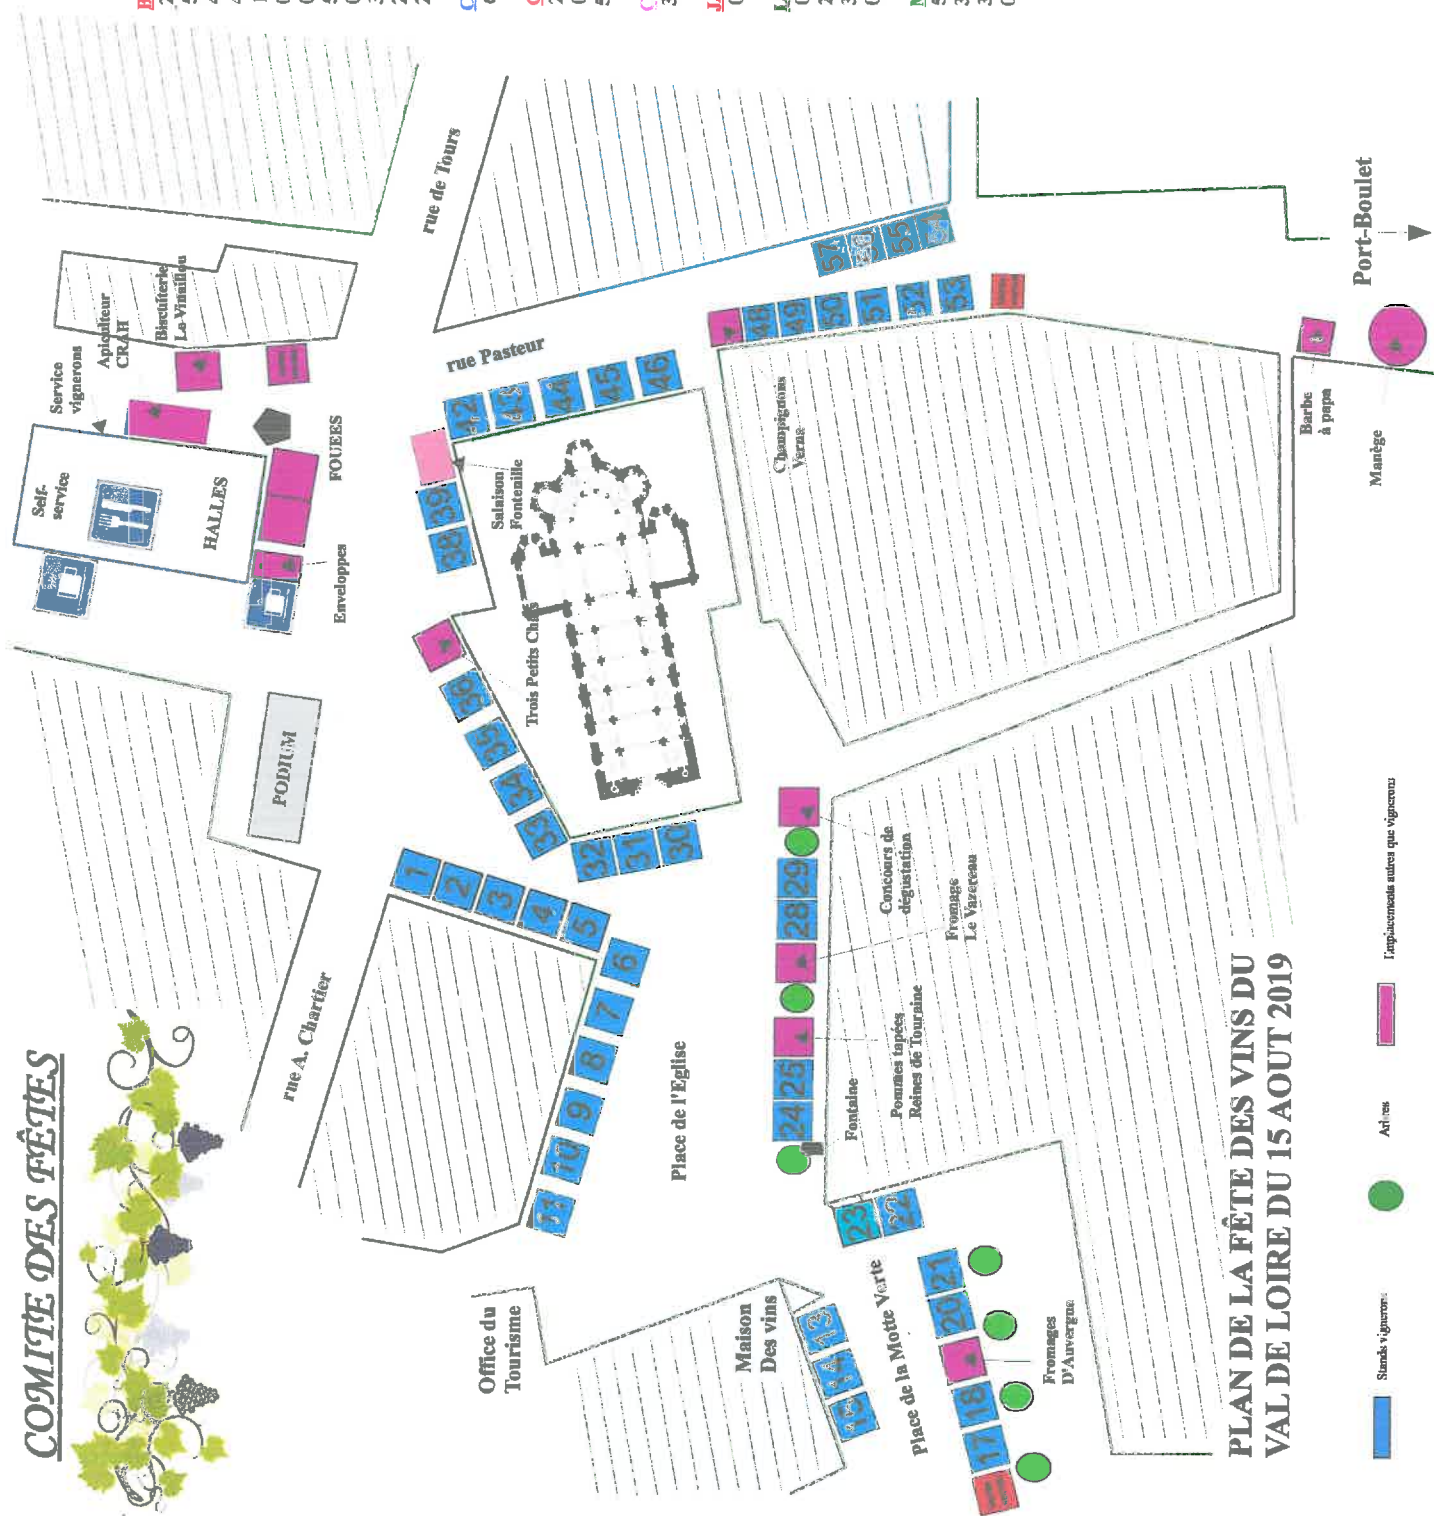 COMITE DES FÊTES
rue A. Chartier
PODIUM
Self-
service
HALLES
Service
vignerons
Apiculteur
CRAH
Biscuiterie
FOUEES
Enveloppes
rue de Tours
rue Pasteur
Office du
Tourisme
Place de l'Eglise
1
2
3
4
5
6
7
8
9
10
11
Trois Petits
Salaison
Fontenille
30
31
32
33
34
35
36
38
39
42
43
44
45
46
Maison
Des vins
13
14
15
Place de la Motte Verte
17
18
20
21
22
23
Fromages
D'Auvergne
24
25
28
29
Fontaine
Pommes tapées
Reines de Touraine
Fromage
Le Vazereau
Concours de
dégustation
Champignons
Verna
48
49
50
51
52
53
55
57
Barbe
à papa
Manège
Port-Boulet
PLAN DE LA FÊTE DES VINS DU
VAL DE LOIRE DU 15 AOUT 2019
Stands vignerons
Arbres
Emplacements autres que vignerons